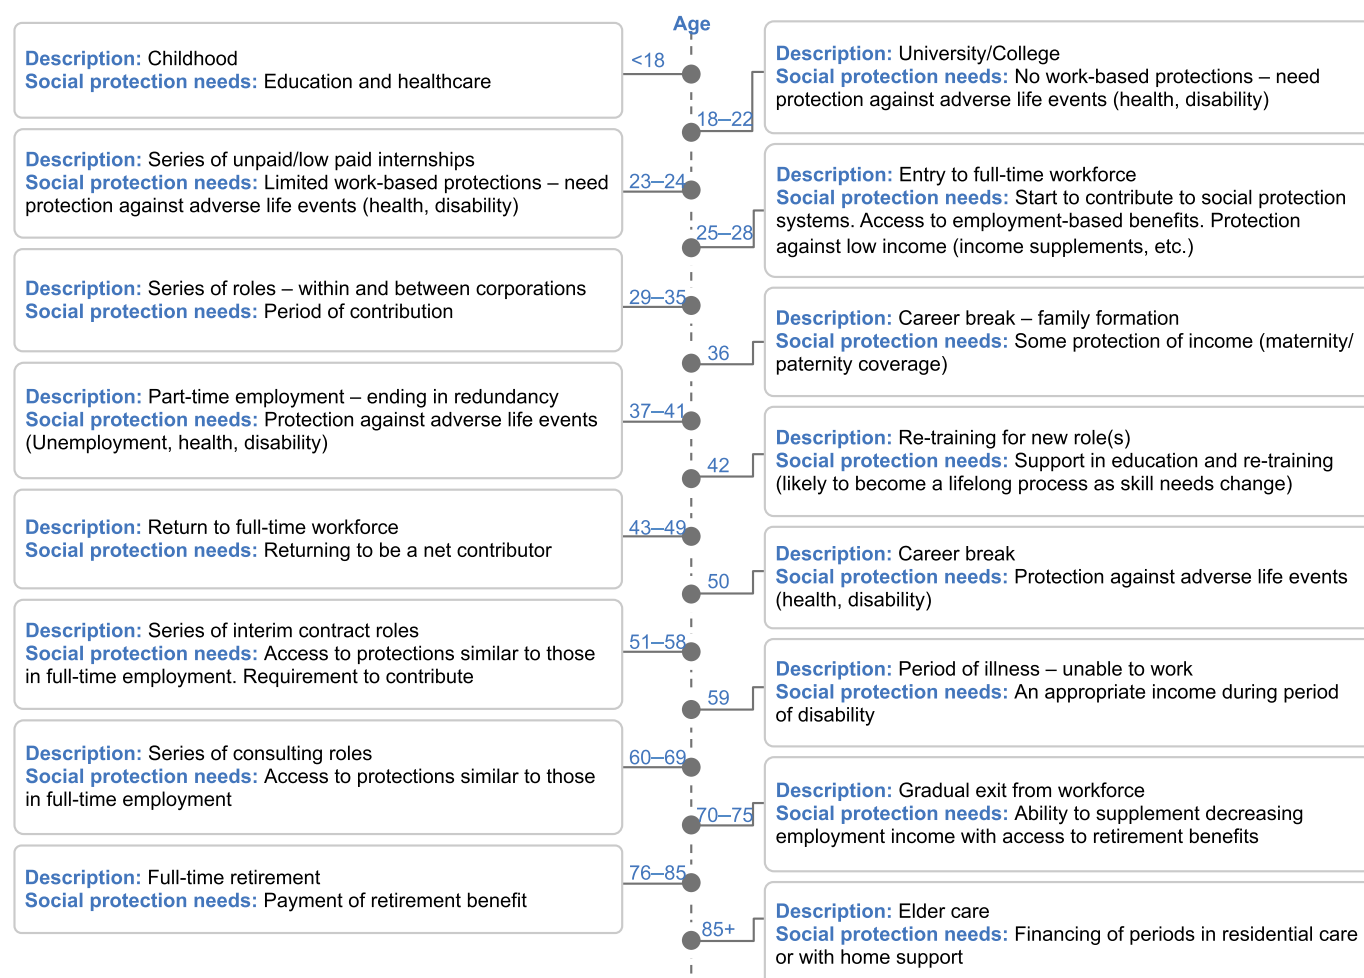 Age
<18
Description: Childhood
Social protection needs: Education and healthcare
18–22
Description: University/College
Social protection needs: No work-based protections – need
protection against adverse life events (health, disability)
23–24
Description: Series of unpaid/low paid internships
Social protection needs: Limited work-based protections – need
protection against adverse life events (health, disability)
25–28
Description: Entry to full-time workforce
Social protection needs: Start to contribute to social protection
systems. Access to employment-based benefits. Protection
against low income (income supplements, etc.)
29–35
Description: Series of roles – within and between corporations
Social protection needs: Period of contribution
36
Description: Career break – family formation
Social protection needs: Some protection of income (maternity/
paternity coverage)
37–41
Description: Part-time employment – ending in redundancy
Social protection needs: Protection against adverse life events
(Unemployment, health, disability)
42
Description: Re-training for new role(s)
Social protection needs: Support in education and re-training
(likely to become a lifelong process as skill needs change)
43–49
Description: Return to full-time workforce
Social protection needs: Returning to be a net contributor
50
Description: Career break
Social protection needs: Protection against adverse life events
(health, disability)
51–58
Description: Series of interim contract roles
Social protection needs: Access to protections similar to those
in full-time employment. Requirement to contribute
59
Description: Period of illness – unable to work
Social protection needs: An appropriate income during period
of disability
60–69
Description: Series of consulting roles
Social protection needs: Access to protections similar to those
in full-time employment
70–75
Description: Gradual exit from workforce
Social protection needs: Ability to supplement decreasing
employment income with access to retirement benefits
76–85
Description: Full-time retirement
Social protection needs: Payment of retirement benefit
85+
Description: Elder care
Social protection needs: Financing of periods in residential care
or with home support